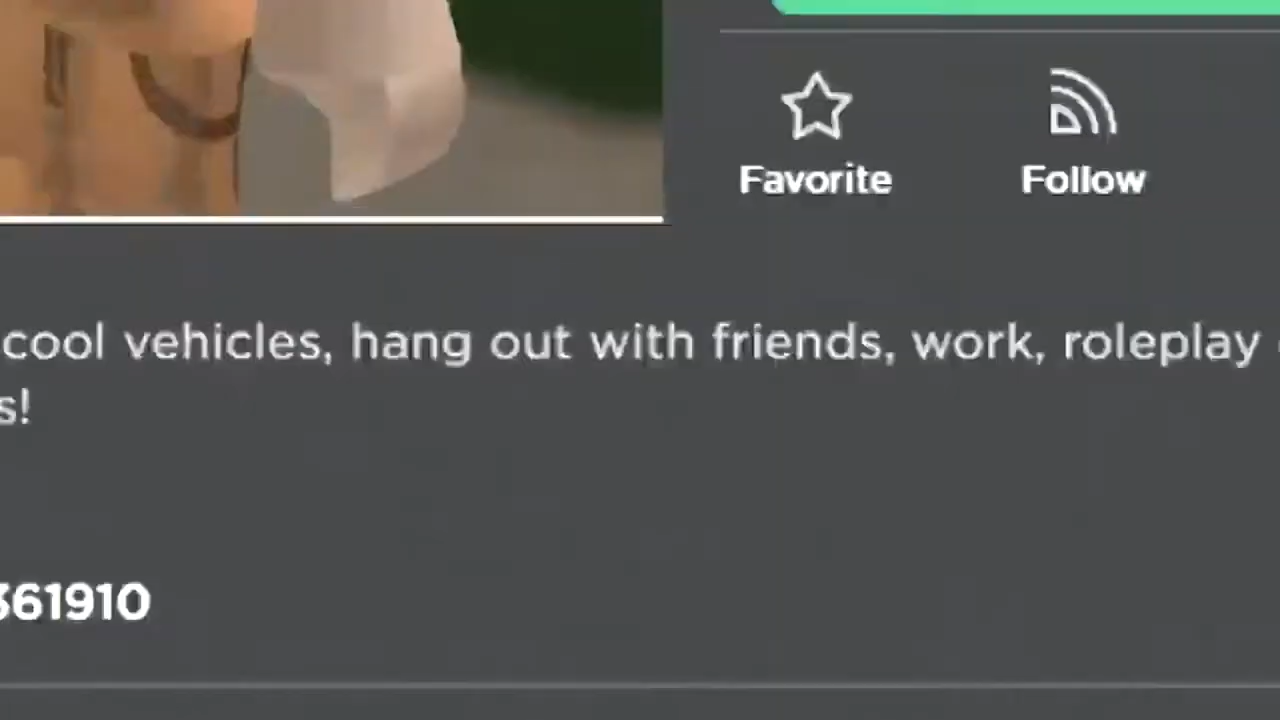 Favorite Follow
cool vehicles, hang out with friends, work, roleplay
s!
361910